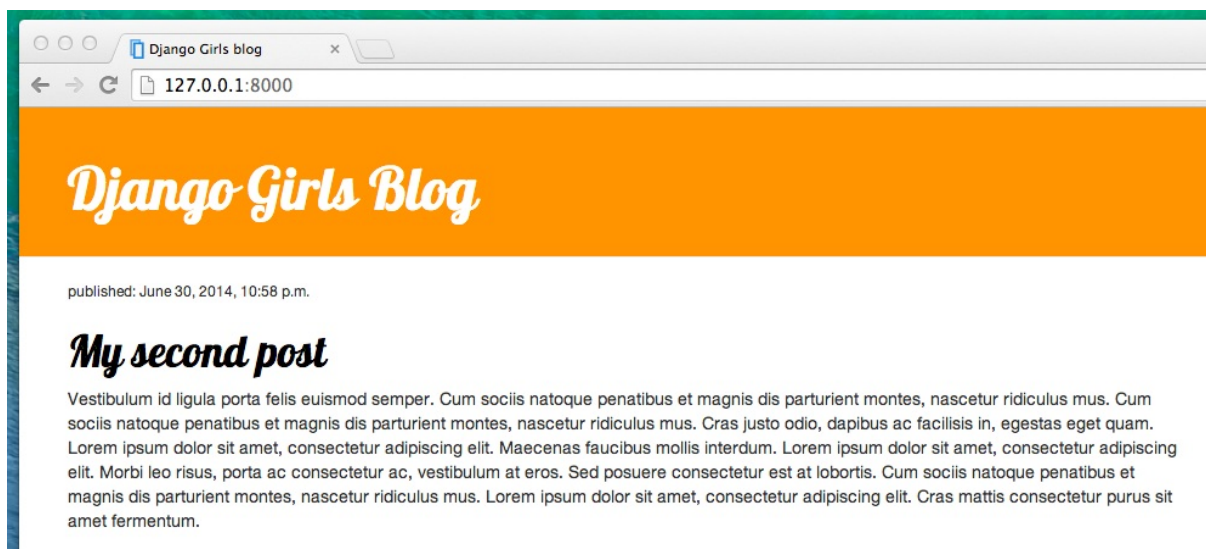 Django Girls blog
127.0.0.1:8000
Django Girls Blog
published: June 30, 2014, 10:58 p.m.
My second post
Vestibulum id ligula porta felis euismod semper. Cum sociis natoque penatibus et magnis dis parturient montes, nascetur ridiculus mus. Cum
sociis natoque penatibus et magnis dis parturient montes, nascetur ridiculus mus. Cras justo odio, dapibus ac facilisis in, egestas eget quam.
Lorem ipsum dolor sit amet, consectetur adipiscing elit. Maecenas faucibus mollis interdum. Lorem ipsum dolor sit amet, consectetur adipiscing
elit. Morbi leo risus, porta ac consectetur ac, vestibulum at eros. Sed posuere consectetur est at lobortis. Cum sociis natoque penatibus et
magnis dis parturient montes, nascetur ridiculus mus. Lorem ipsum dolor sit amet, consectetur adipiscing elit. Cras mattis consectetur purus sit
amet fermentum.